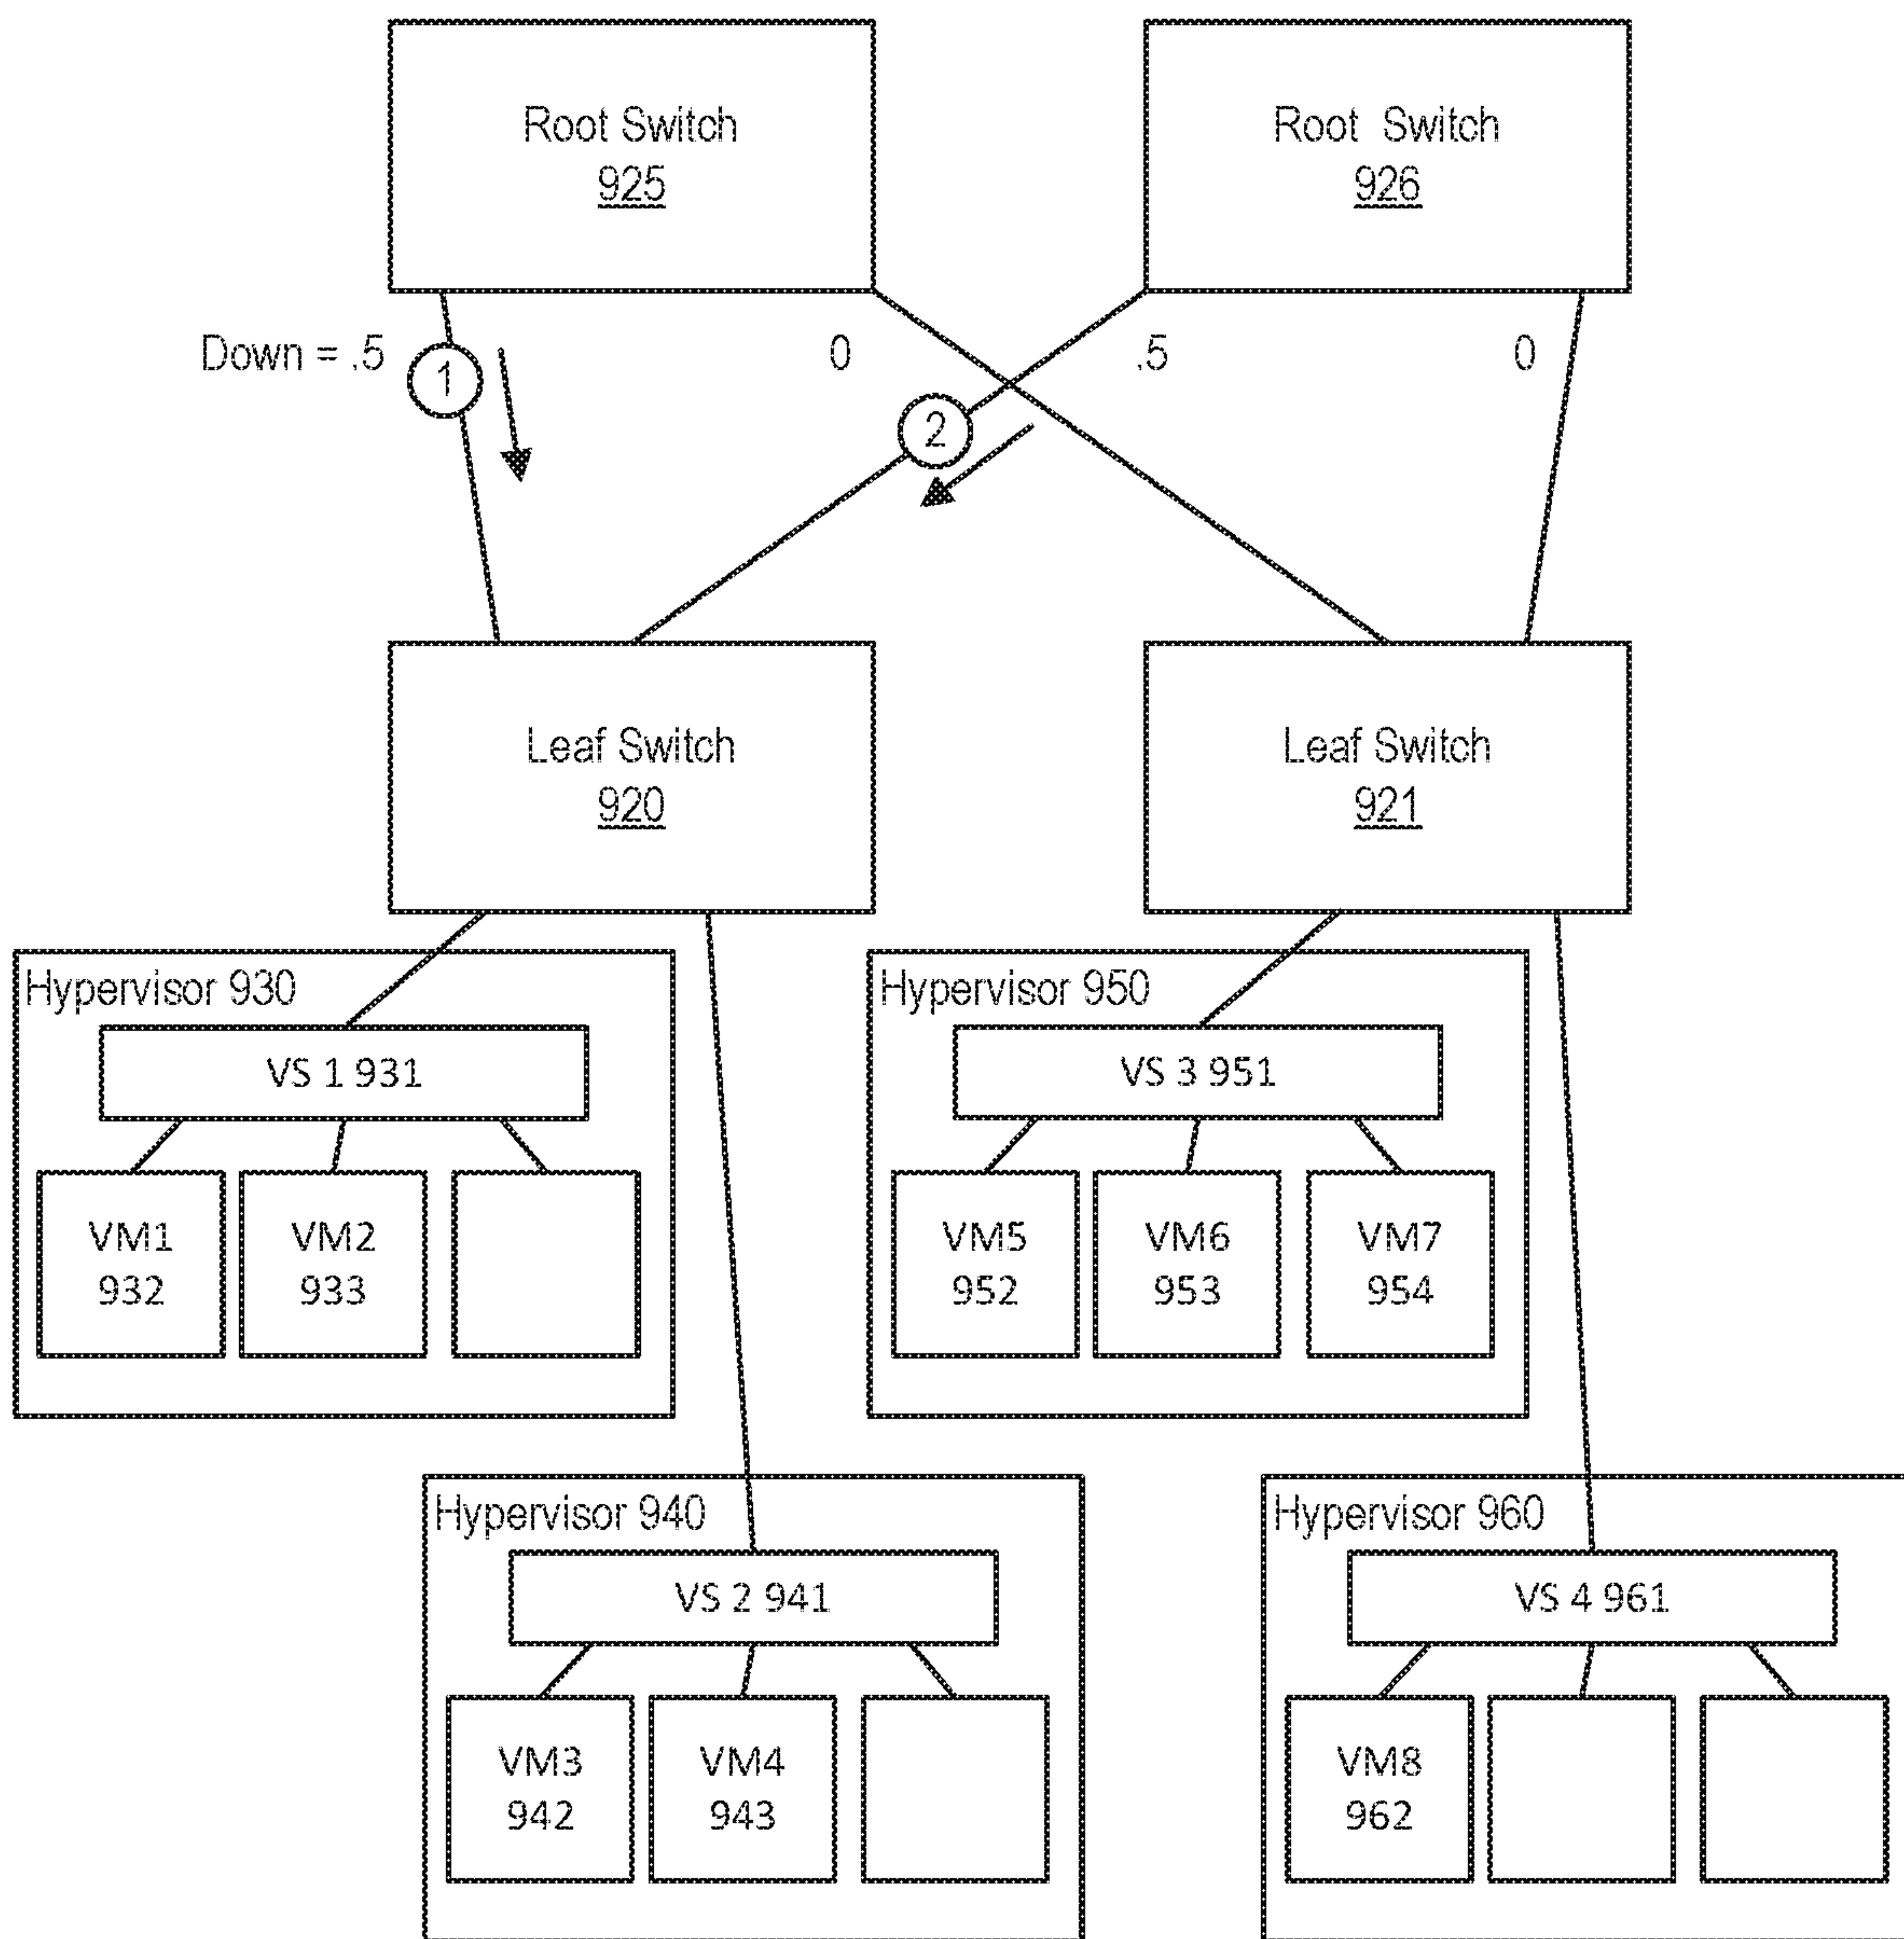 Root Switch
925
Root Switch
926
Down = .5
0
.5
0
1
2
Leaf Switch
920
Leaf Switch
921
Hypervisor 930
VS 1 931
VM1
932
VM2
933
Hypervisor 950
VS 3 951
VM5
952
VM6
953
VM7
954
Hypervisor 940
VS 2 941
VM3
942
VM4
943
Hypervisor 960
VS 4 961
VM8
962